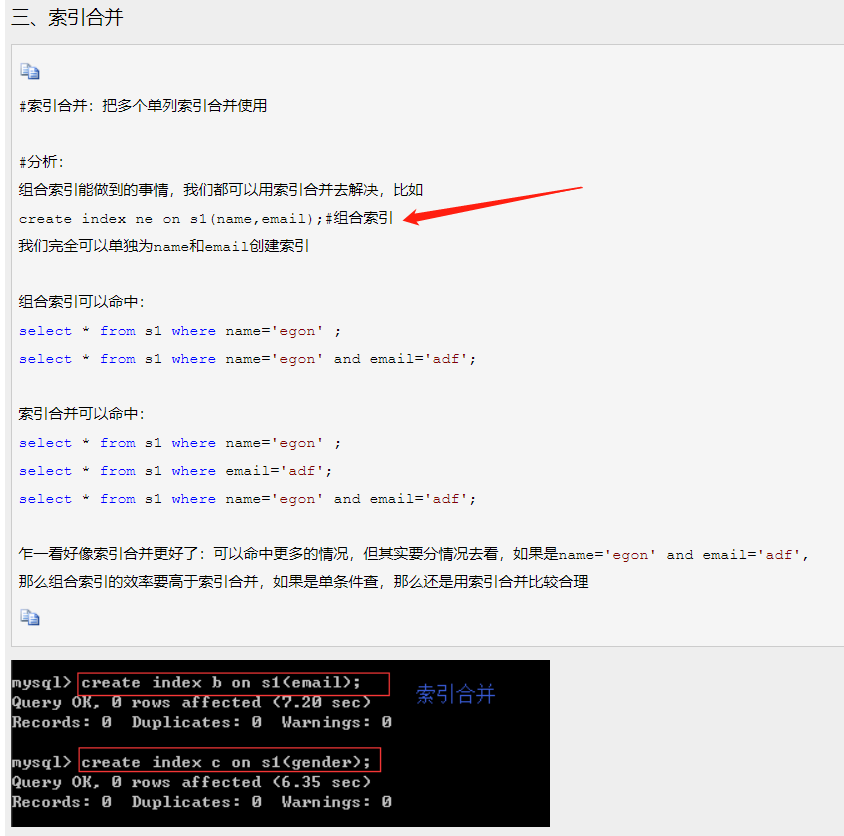 三、索引合并
#索引合并：把多个单列索引合并使用
#分析：
组合索引能做到的事情，我们都可以用索引合并去解决，比如
create index ne on s1(name,email);#组合索引
我们完全可以单独为name和email创建索引
组合索引可以命中：
select * from s1 where name='egon' ;
select * from s1 where name='egon' and email='adf';
索引合并可以命中：
select * from s1 where name='egon' ;
select * from s1 where email='adf';
select * from s1 where name='egon' and email='adf';
乍一看好像索引合并更好了：可以命中更多的情况，但其实要分情况去看，如果是name='egon' and email='adf',
那么组合索引的效率要高于索引合并，如果是单条件查，那么还是用索引合并比较合理
mysql> create index b on s1(email);
索引合并
Query OK, 0 rows affected (7.20 sec)
Records: 0  Duplicates: 0  Warnings: 0
mysql> create index c on s1(gender);
Query OK, 0 rows affected (6.35 sec)
Records: 0  Duplicates: 0  Warnings: 0